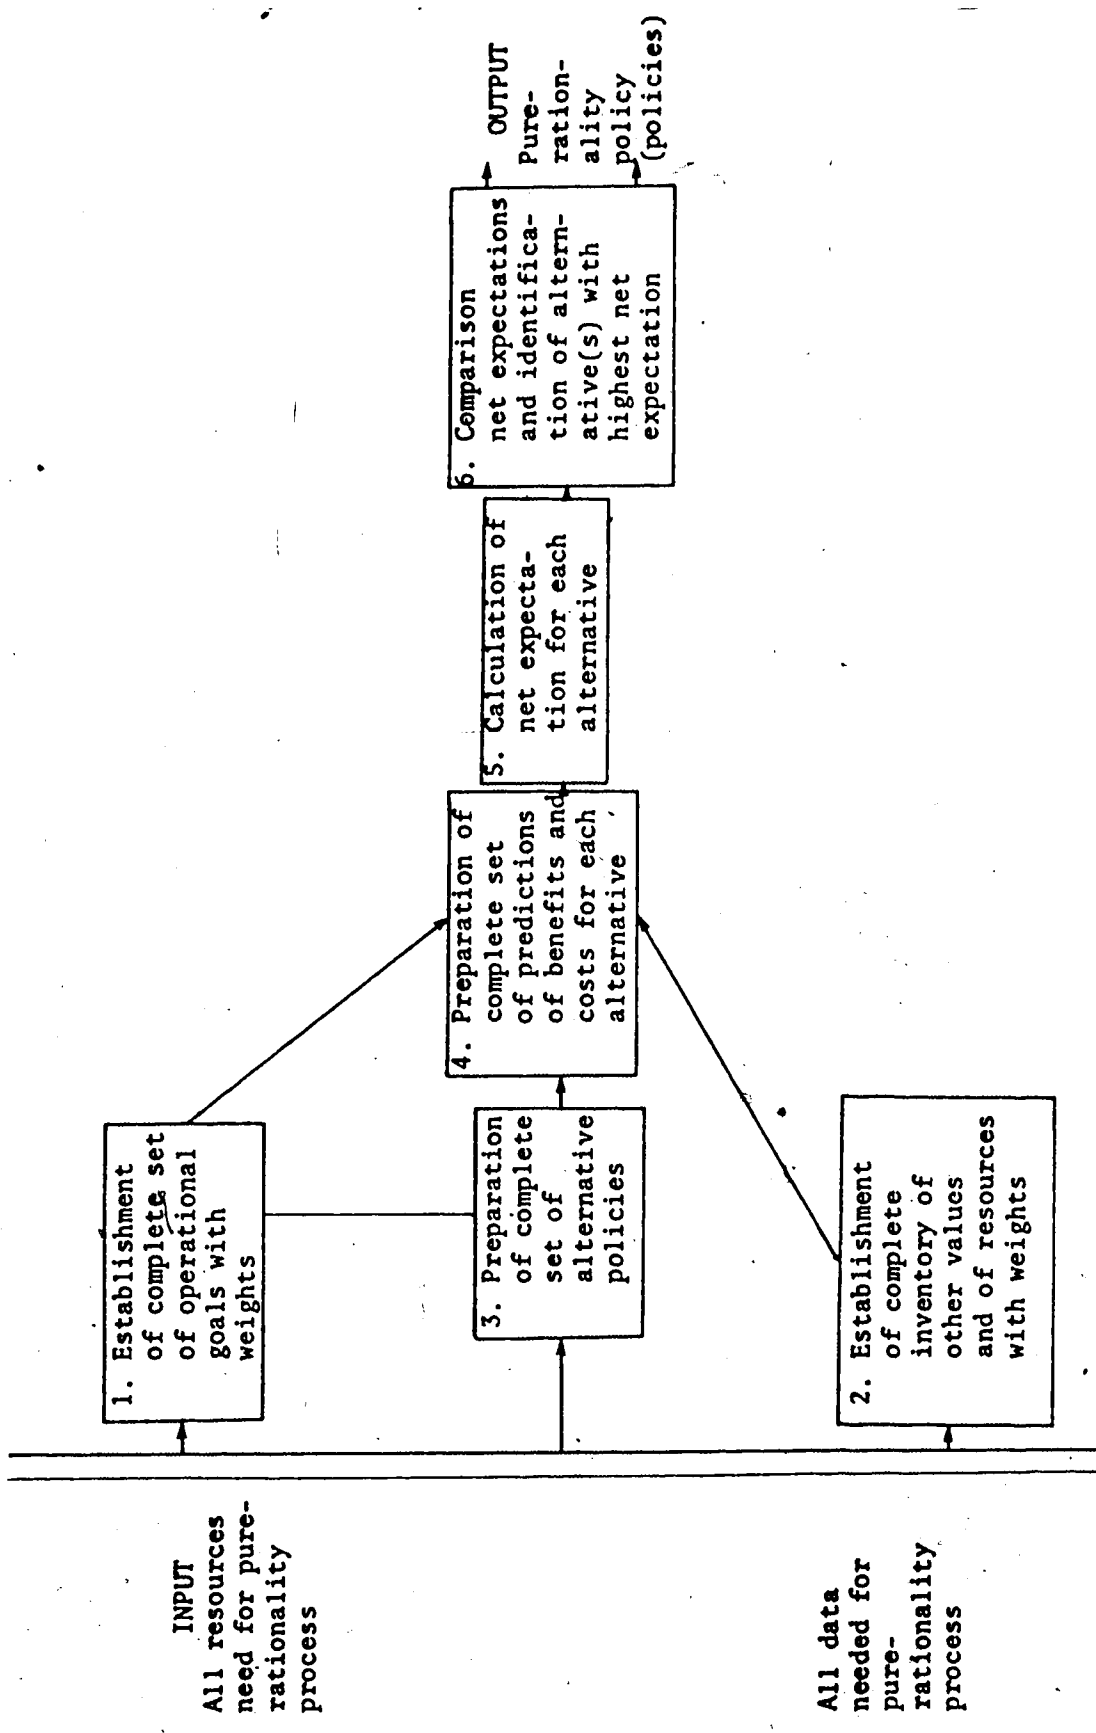 INPUT
All resources
need for pure-
rationality
process
All data
needed for
pure-
rationality
process
1. Establishment
of complete set
of operational
goals with
weights
2. Establishment
of complete
inventory of
other values
and of resources
with weights
3. Preparation
of complete
set of
alternative
policies
4. Preparation of
complete set
of predictions
of benefits and
costs for each
alternative
5. Calculation of
net expecta-
tion for each
alternative
6. Comparison
net expectations
and identifica-
tion of altern-
ative(s) with
highest net
expectation
OUTPUT
Pure-
ration-
ality
policy
(policies)